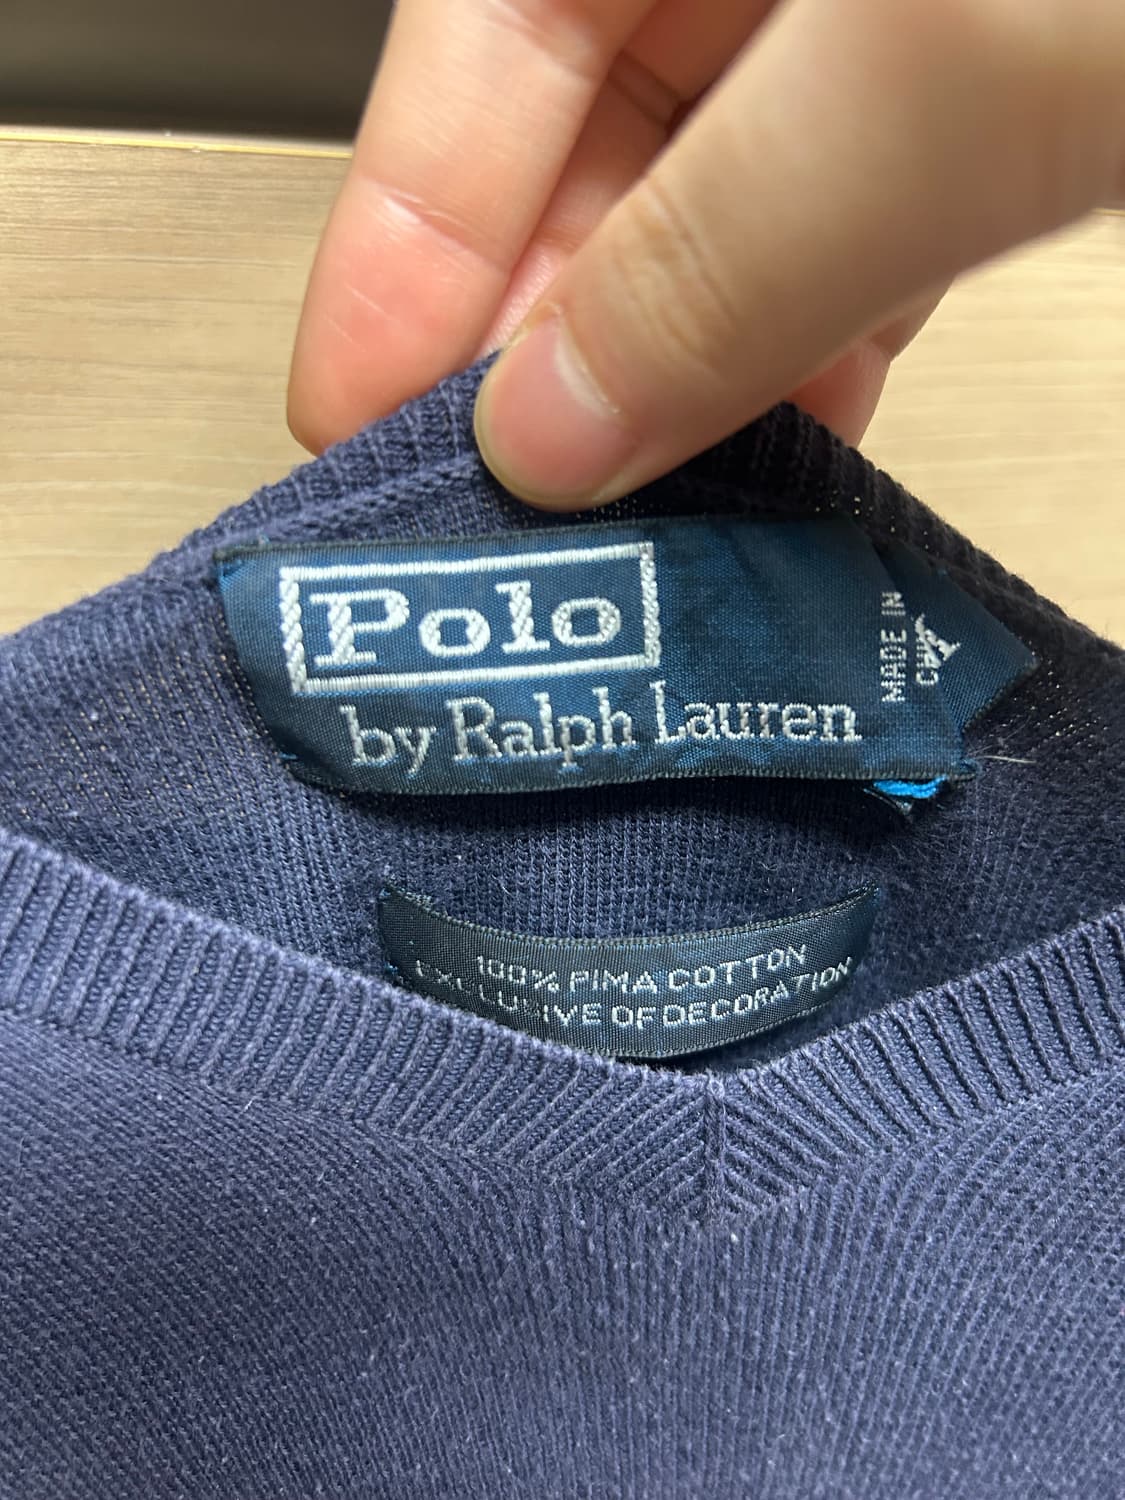 Polo
by Ralph Lauren
MADE IN
100% PIMA COTTON
EXCLUSIVE OF DECORATION